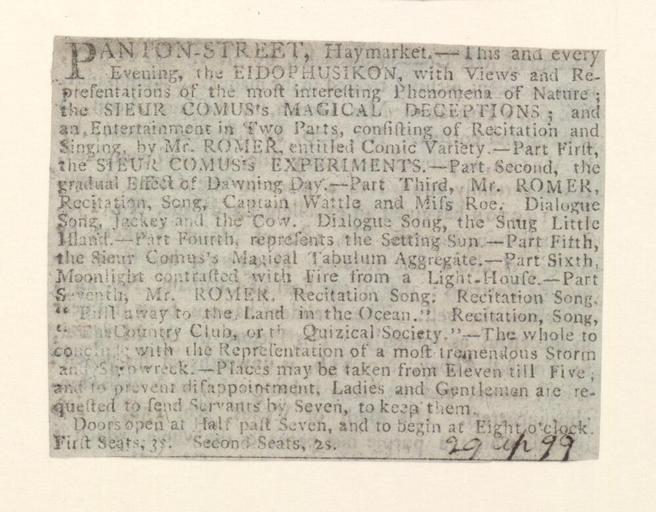 PANTON-STREET, Haymarket.—This and every
Evening, the EIDOPHUSIKON, with Views and Re-
presentations of the moſt intereſting Phenomena of Nature;
the SIEUR COMUS's MAGICAL DECEPTIONS; and
an Entertainment in Two Parts, conſiſting of Recitation and
Singing, by Mr. ROMER, entitled Comic Variety.—Part Firſt,
the SIEUR COMUS's EXPERIMENTS.—Part Second, the
gradual Effect of Dawning Day.—Part Third, Mr. ROMER,
Recitation, Song, Captain Wattle and Miſs Roe. Dialogue
Song, Jackey and the Cow. Dialogue Song, the Snug Little
Iſland.—Part Fourth, repreſents the Setting Sun.—Part Fifth,
the Sieur Comus's Magical Tabulum Aggregate.—Part Sixth,
Moonlight contraſted with Fire from a Light-Houſe.—Part
Seventh, Mr. ROMER, Recitation Song. Recitation Song,
" away to the Land in the Ocean." Recitation, Song,
" The Country Club, or th Quizical Society."—The whole to
conclude with the Repreſentation of a moſt tremendous Storm
and Shipwreck.—Places may be taken from Eleven till Five;
and to prevent diſappointment, Ladies and Gentlemen are re-
queſted to ſend Servants by Seven, to keep them.
Doors open at Half paſt Seven, and to begin at Eight o'clock.
Firſt Seats, 3s. Second Seats, 2s. 29 99